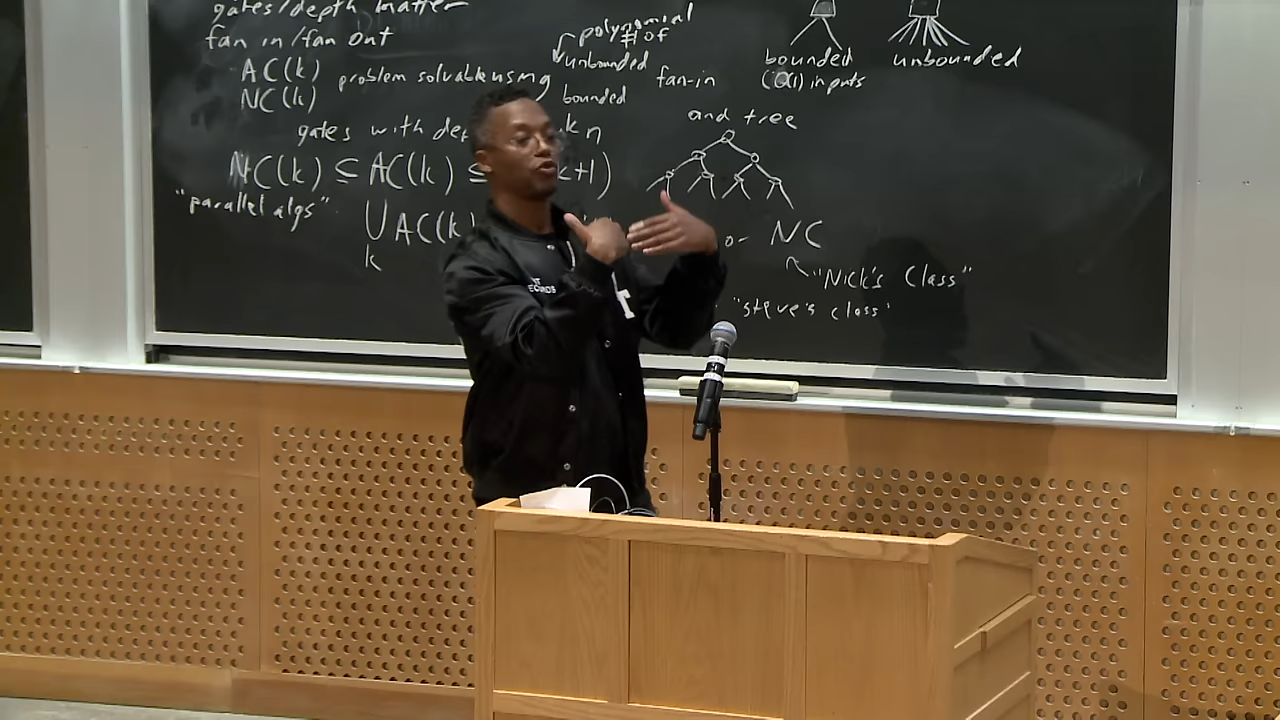 gates/depth matter
fan in/fan out
AC(k)
NC(k)
problem solvable using
polynomial
# of
unbounded
bounded
fan-in
gates with dep
k n
NC(k) ⊆ AC(k) ⊆
k+1)
"parallel algs"
U AC(k)
k
bounded
(O(1) inputs
unbounded
and tree
NC
"Nick's Class"
"Steve's class"